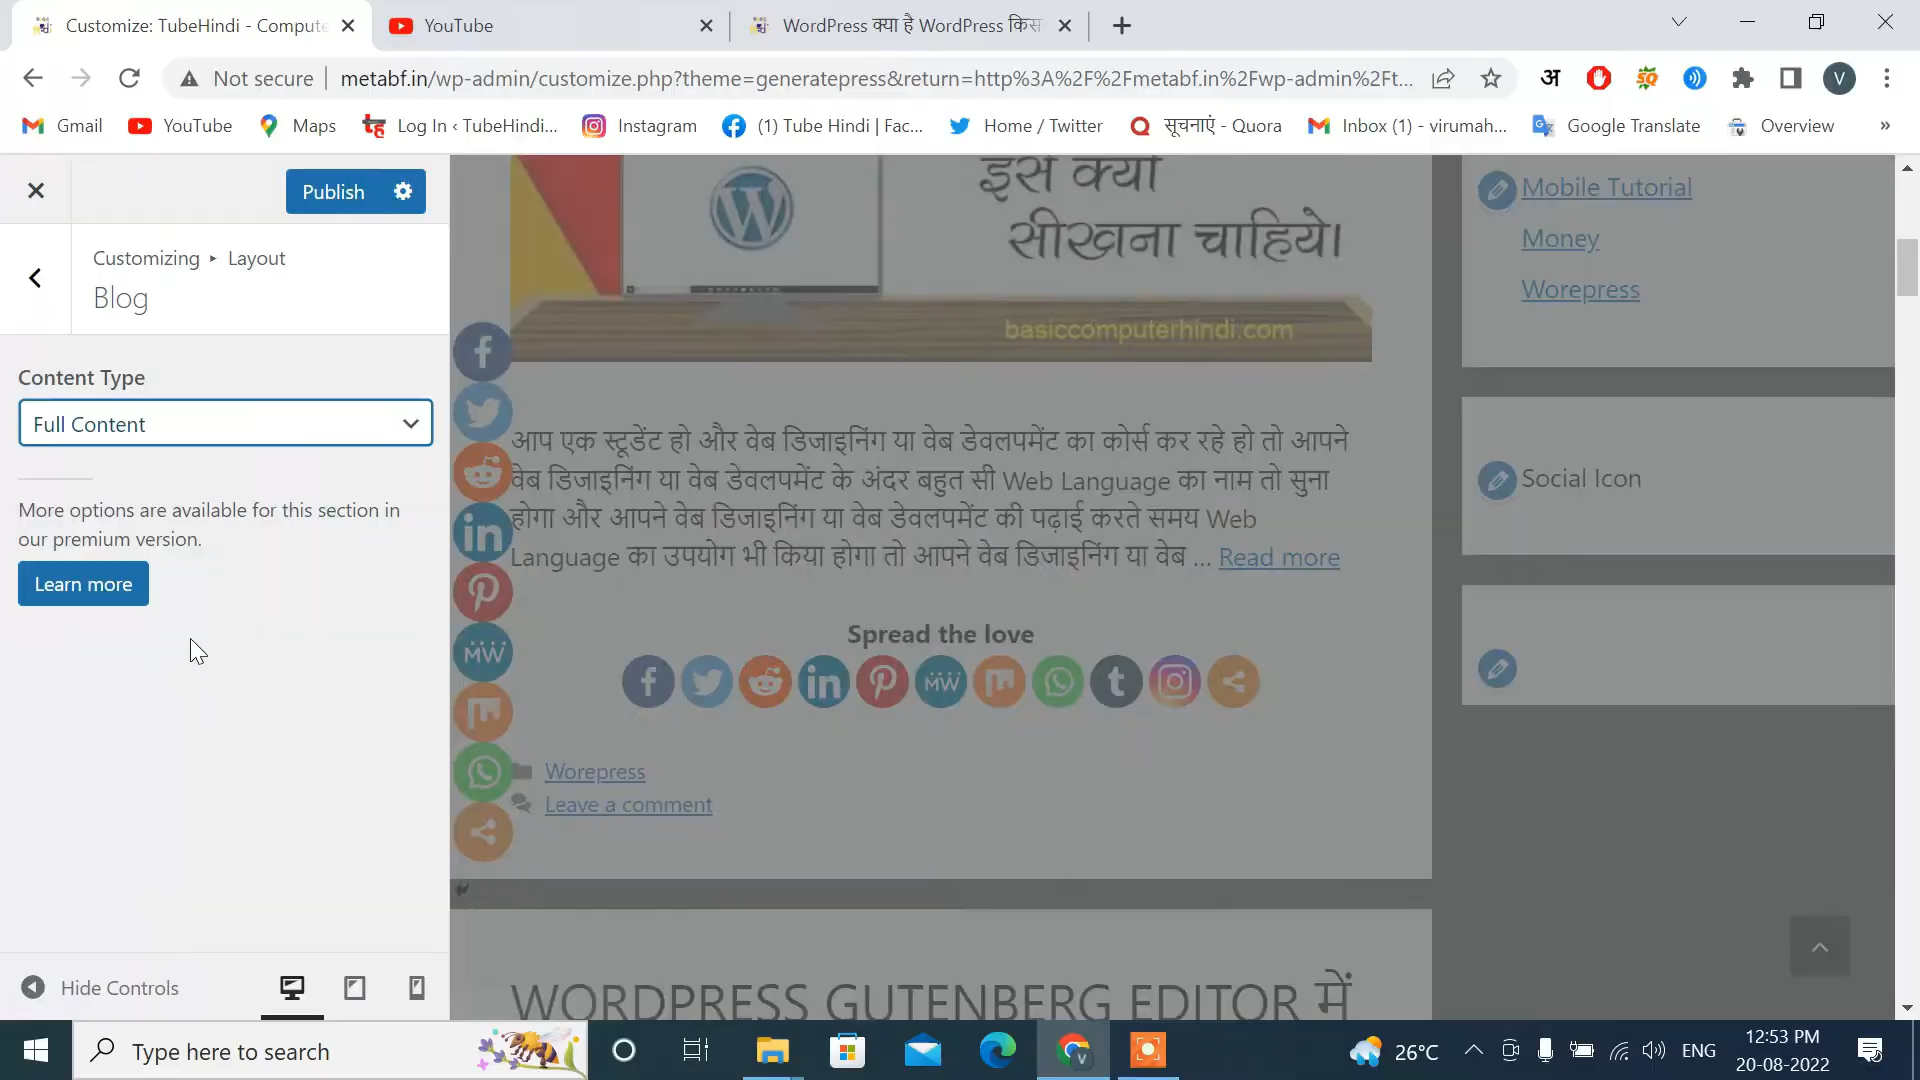 Customize: TubeHindi - Compute
YouTube
WordPress क्या है WordPress किस
Not secure
metabf.in/wp-admin/customize.php?theme=generatepress&return=http%3A%2F%2Fmetabf.in%2Fwp-admin%2Ft...
अ
V
Gmail
YouTube
Maps
Log In ‹ TubeHindi...
Instagram
(1) Tube Hindi | Fac...
Home / Twitter
सूचनाएं - Quora
Inbox (1) - virumah...
Google Translate
Overview
»
Publish
Customizing ▸ Layout
Blog
Content Type
Full Content
More options are available for this section in
our premium version.
Learn more
Hide Controls
इसे क्यों
सीखना चाहिये।
basiccomputerhindi.com
आप एक स्टूडेंट हो और वेब डिजाइनिंग या वेब डेवलपमेंट का कोर्स कर रहे हो तो आपने
वेब डिजाइनिंग या वेब डेवलपमेंट के अंदर बहुत सी Web Language का नाम तो सुना
होगा और आपने वेब डिजाइनिंग या वेब डेवलपमेंट की पढ़ाई करते समय Web
Language का उपयोग भी किया होगा तो आपने वेब डिजाइनिंग या वेब ... Read more
Spread the love
Worepress
Leave a comment
WORDPRESS GUTENBERG EDITOR में
Mobile Tutorial
Money
Worepress
Social Icon
Type here to search
26°C
ENG
12:53 PM
20-08-2022